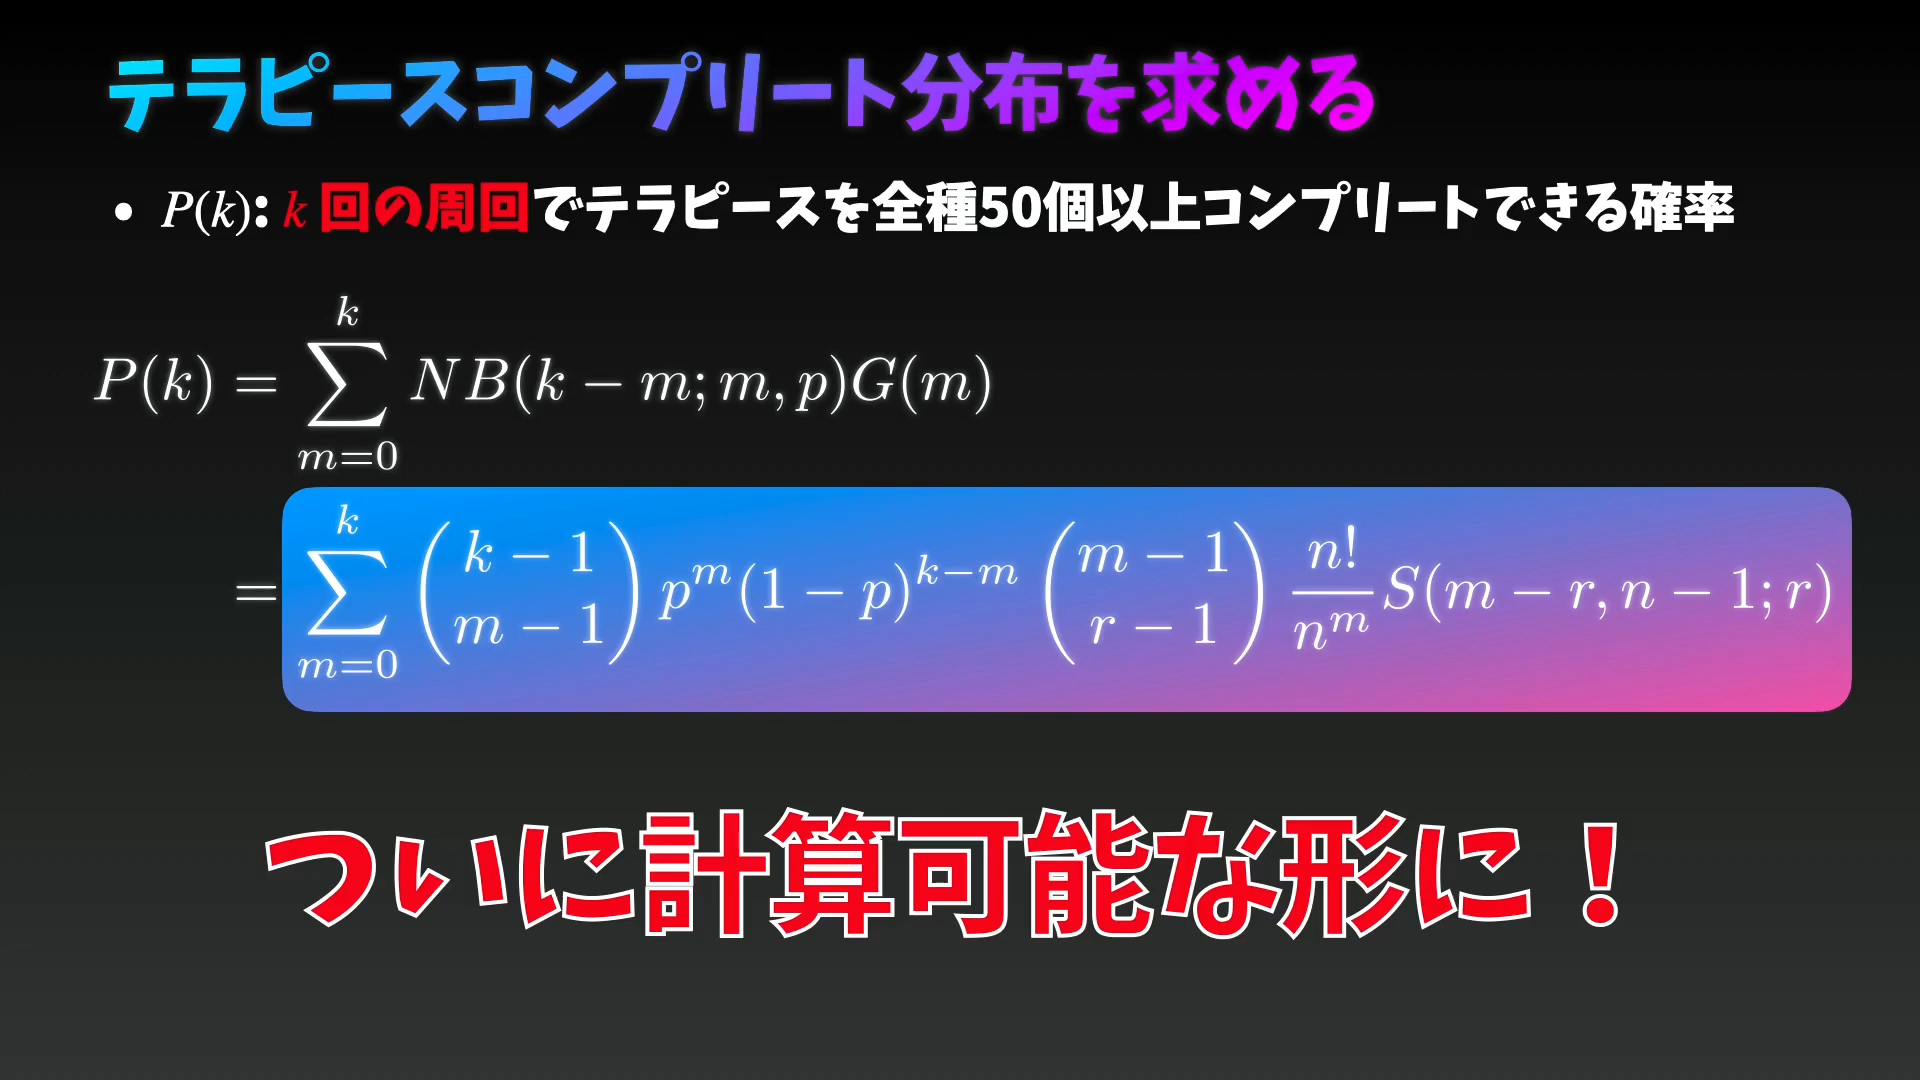 テラピースコンプリート分布を求める
• P(k): k 回の周回でテラピースを全種50個以上コンプリートできる確率
P(k) = \sum_{m=0}^{k} NB(k − m; m, p)G(m)
= \sum_{m=0}^{k} \binom{k − 1}{m − 1} p^m (1 − p)^{k−m} \binom{m − 1}{r − 1} \frac{n!}{n^m} S(m − r, n − 1; r)
ついに計算可能な形に！